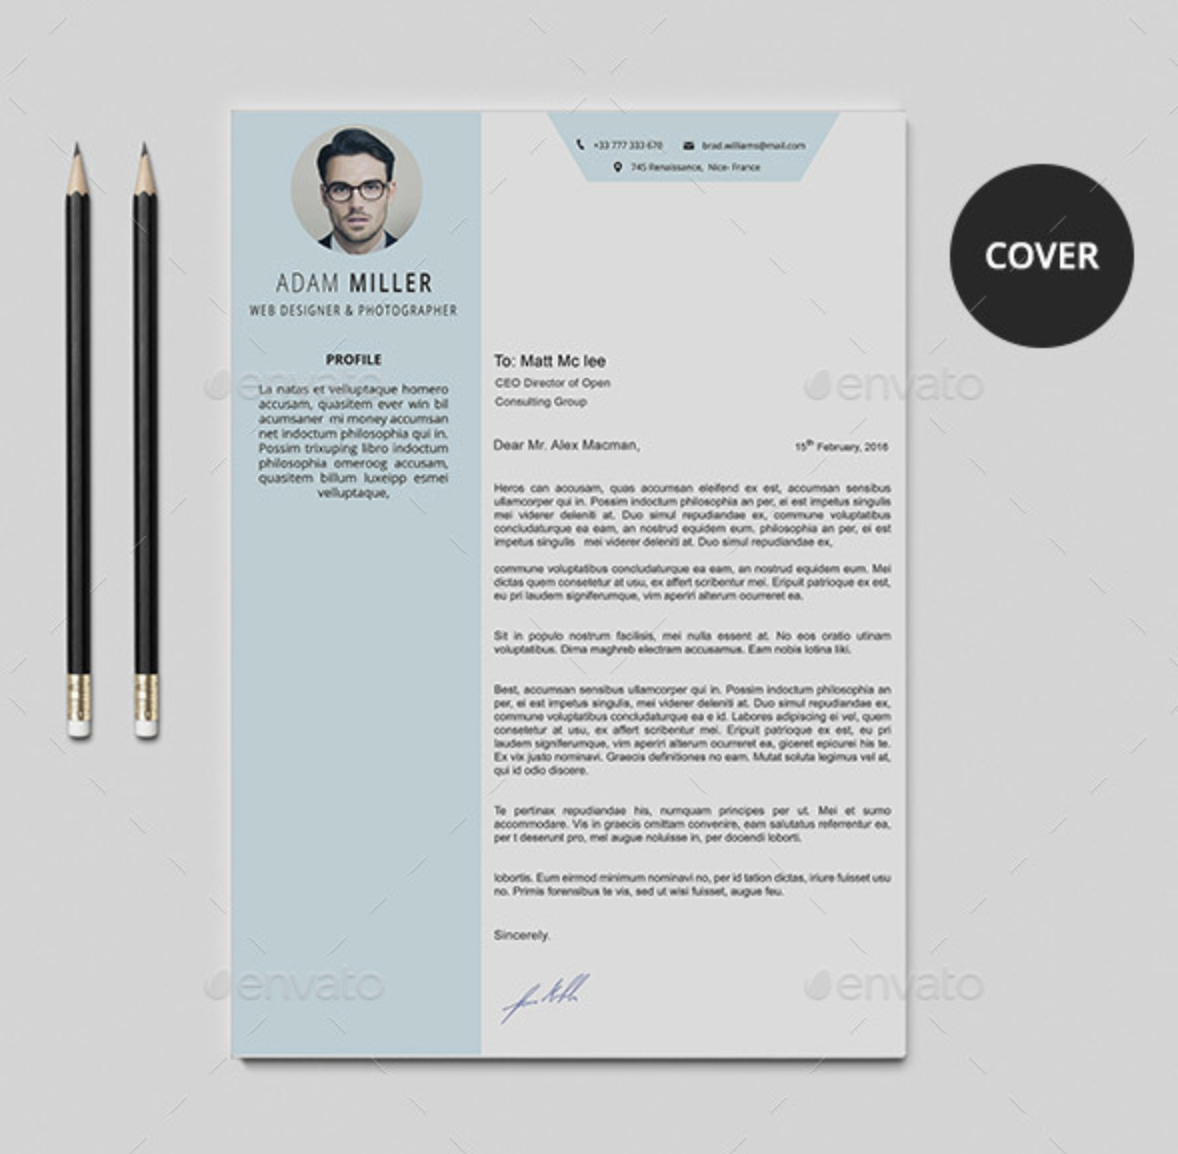 +33 777 333 670 brad.williams@mail.com
745 Renaissance, Nice- France
COVER
ADAM MILLER
WEB DESIGNER & PHOTOGRAPHER
PROFILE
La natas et velluptaque homero
accusam, quasitem ever win bil
acumsaner mi money accumsan
net indoctum philosophia qui in.
Possim trixuping libro indoctum
philosophia omeroog accusam,
quasitem billum luxeipp esmei
velluptaque,
To: Matt Mc lee
CEO Director of Open
Consulting Group
Dear Mr. Alex Macman,
15th February, 2016
Heros can accusam, quas accumsan eleifend ex est, accumsan sensibus
ullamcorper qui in. Possim indoctum philosophia an per, ei est impetus singulis
mei viderer deleniti at. Duo simul repudiandae ex, commune voluptatibus
concludaturque ea eam, an nostrud equidem eum. philosophia an per, ei est
impetus singulis mei viderer deleniti at. Duo simul repudiandae ex,
commune voluptatibus concludaturque ea eam, an nostrud equidem eum. Mei
dictas quem consetetur at usu, ex affert scribentur mei. Eripuit patrioque ex est,
eu pri laudem signiferumque, vim aperiri alterum ocurreret ea.
Sit in populo nostrum facilisis, mei nulla essent at. No eos oratio utinam
voluptatibus. Dima maghreb electram accusamus. Eam nobis lotina liki.
Best, accumsan sensibus ullamcorper qui in. Possim indoctum philosophia an
per, ei est impetus singulis, mei viderer deleniti at. Duo simul repudiandae ex,
commune voluptatibus concludaturque ea e id. Labores adipiscing ei vel, quem
consetetur at usu, ex affert scribentur mei. Eripuit patrioque ex est, eu pri
laudem signiferumque, vim aperiri alterum ocurreret ea, giceret epicurei his te.
Ex vix justo nominavi. Graecis definitiones no eam. Mutat soluta legimus vel at,
qui id odio discere.
Te pertinax repudiandae his, numquam principes per ut. Mei et sumo
accommodare. Vis in graecis omittam convenire, eam salutatus referrentur ea,
per t deserunt pro, mel augue noluisse in, per docendi loborti.
lobortis. Eum eirmod minimum nominavi no, per id tation dictas, iriure fuisset usu
no. Primis forensibus te vis, sed ut wisi fuisset, augue feu.
Sincerely.
envato
envato
envato
envato